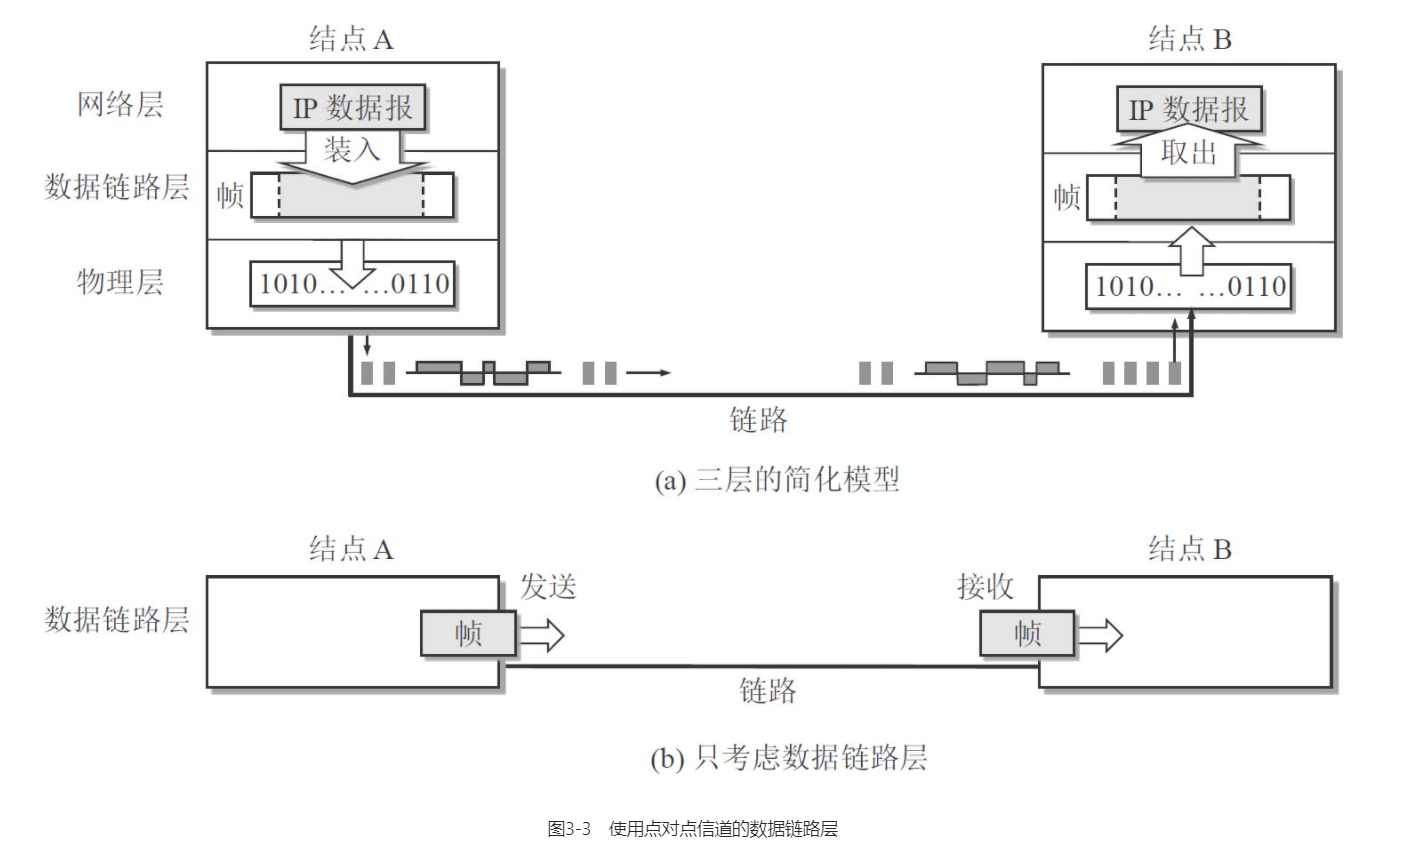 结点 A
结点 B
网络层
IP 数据报
IP 数据报
装入
取出
数据链路层
帧
帧
物理层
1010… …0110
1010… …0110
链路
(a) 三层的简化模型
结点 A
结点 B
发送
接收
数据链路层
帧
帧
链路
(b) 只考虑数据链路层
图3-3 使用点对点信道的数据链路层